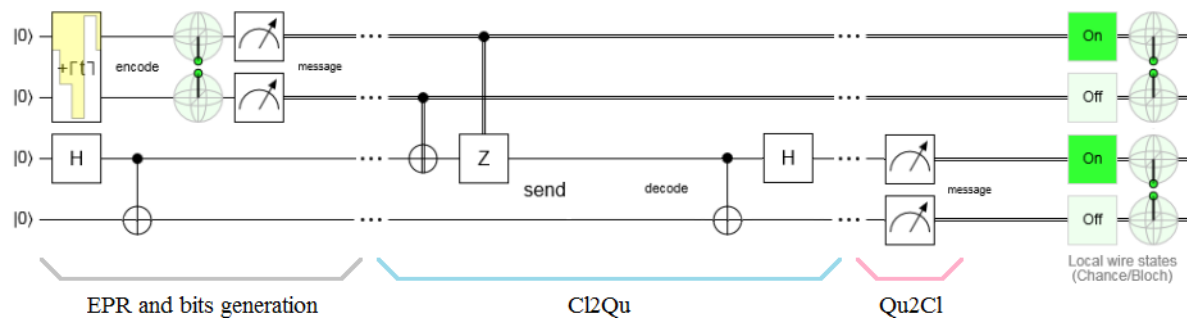 |0⟩ +⌈t⌉ encode message ... ... On
|0⟩ ... ... Off
|0⟩ H ... Z send decode H ... message On
|0⟩ ... ... Off
Local wire states
(Chance/Bloch)
EPR and bits generation Cl2Qu Qu2Cl